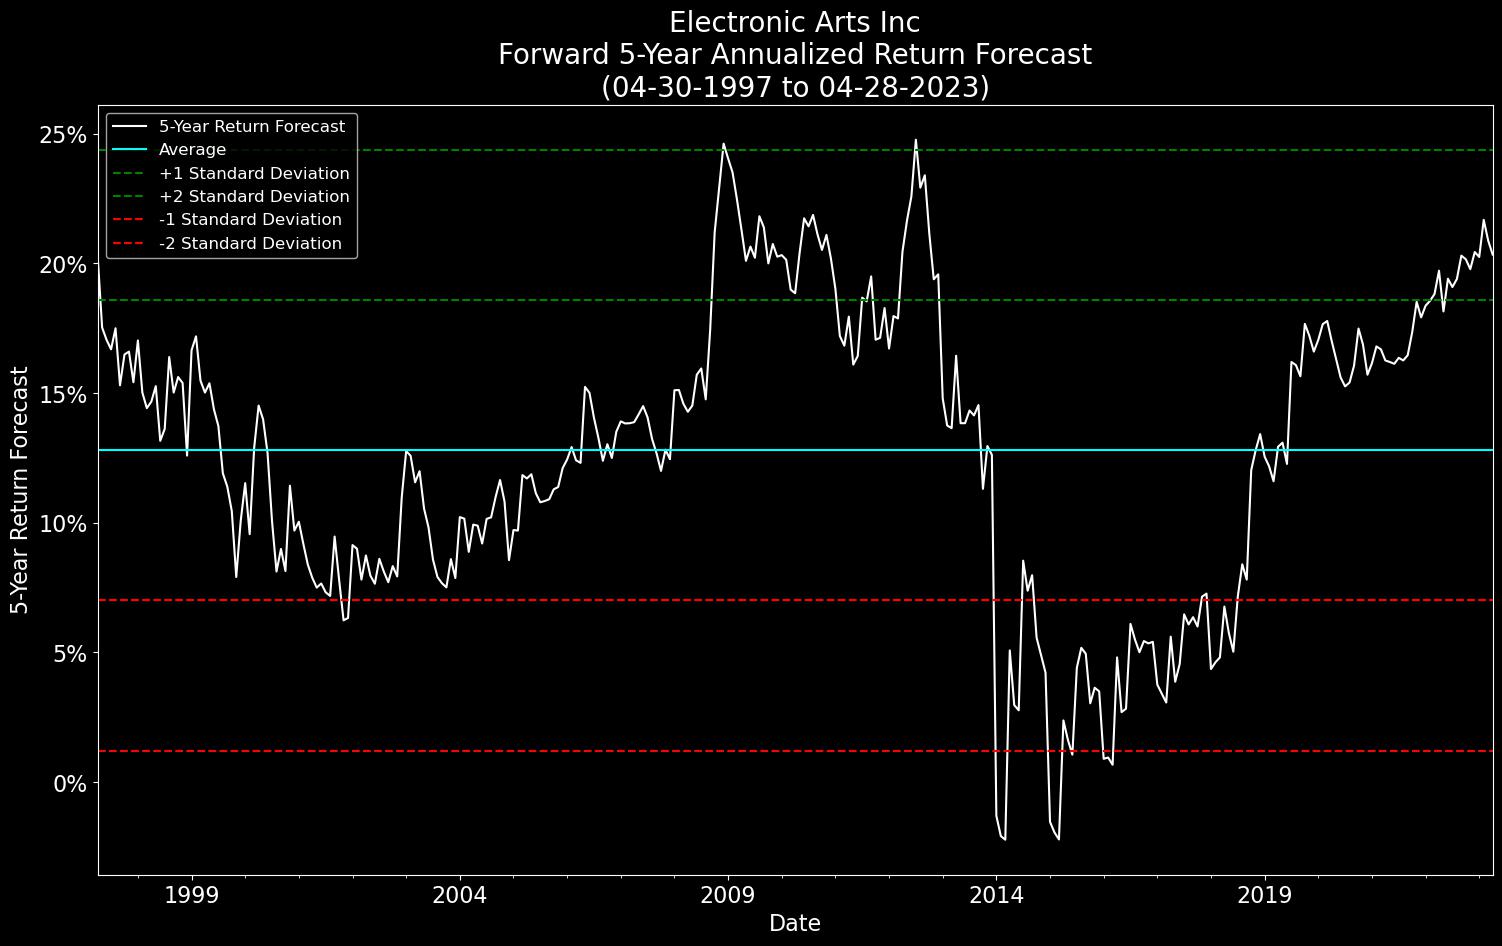 Electronic Arts Inc
Forward 5-Year Annualized Return Forecast
(04-30-1997 to 04-28-2023)
5-Year Return Forecast
Average
+1 Standard Deviation
+2 Standard Deviation
-1 Standard Deviation
-2 Standard Deviation
25%
20%
15%
10%
5%
0%
5-Year Return Forecast
1999 2004 2009 2014 2019
Date